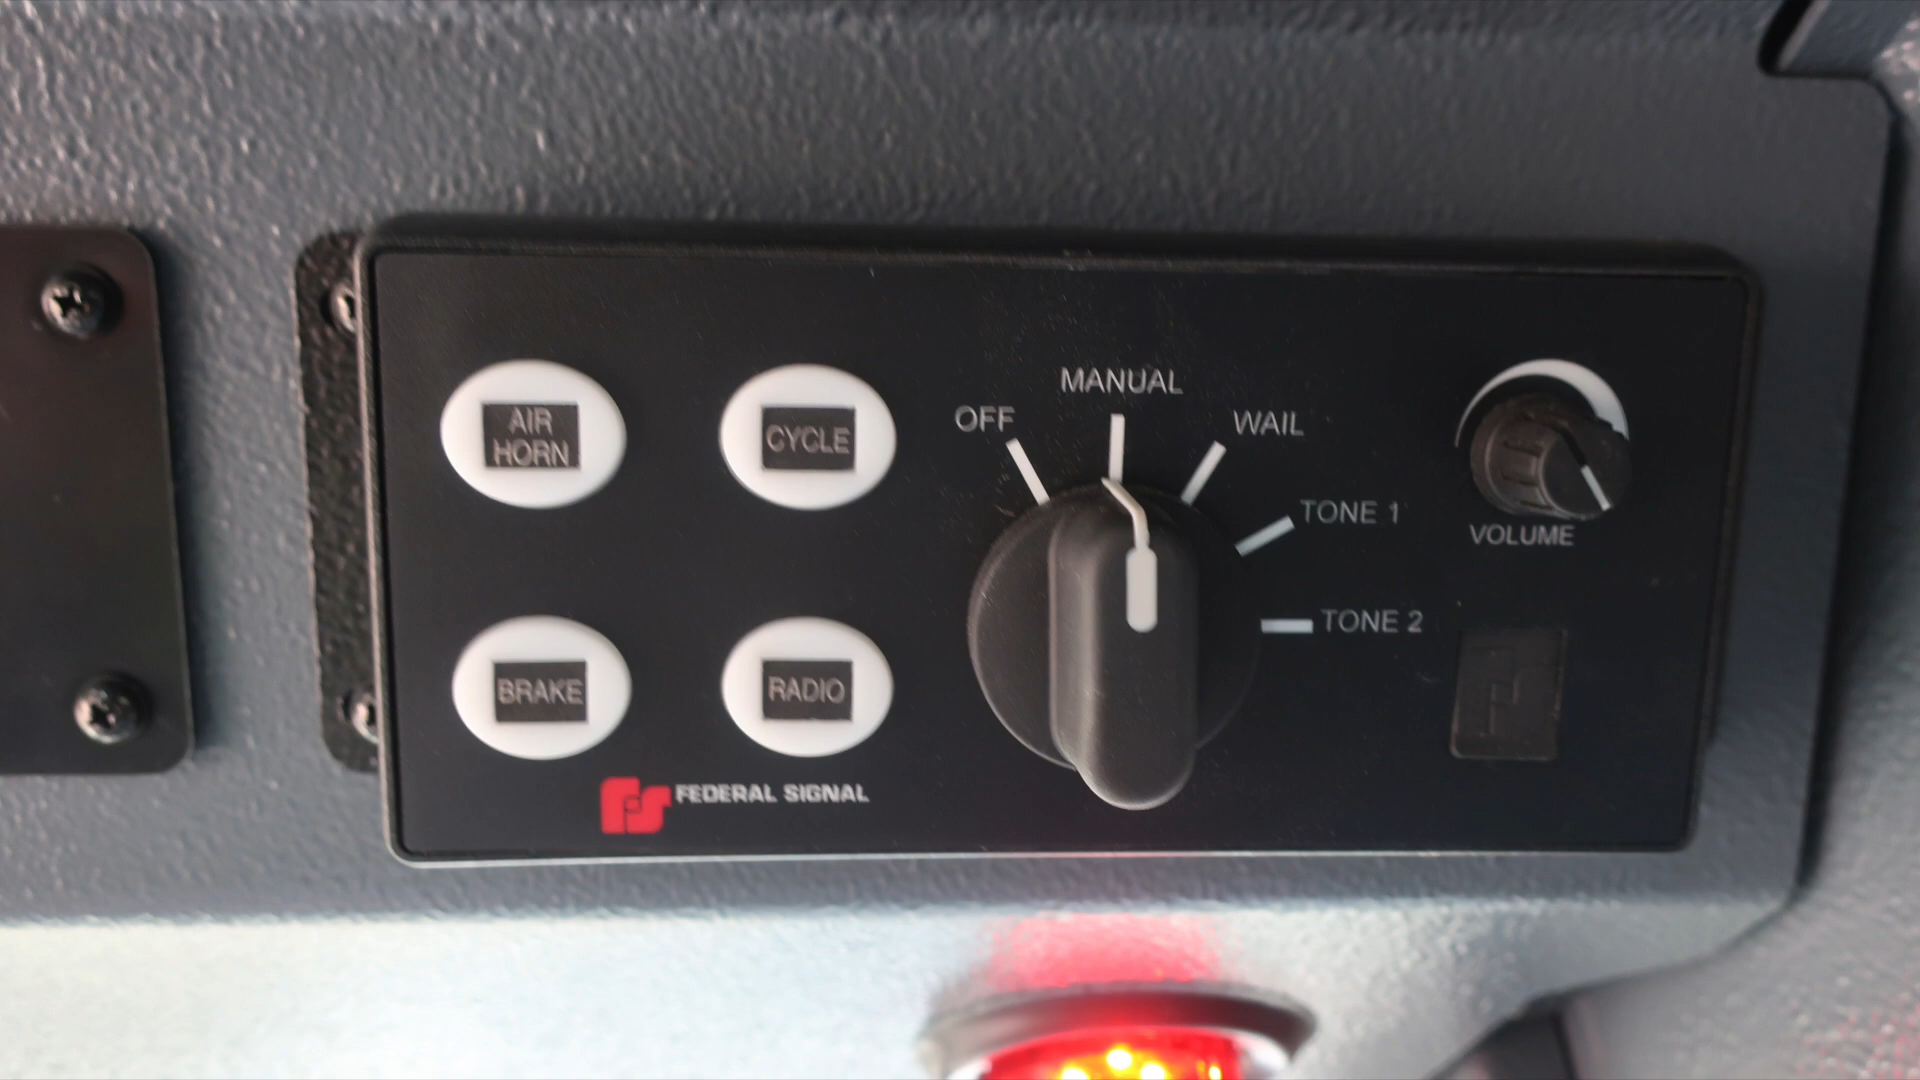 AIR
HORN
CYCLE
BRAKE
RADIO
FEDERAL SIGNAL
OFF
MANUAL
WAIL
TONE 1
TONE 2
VOLUME